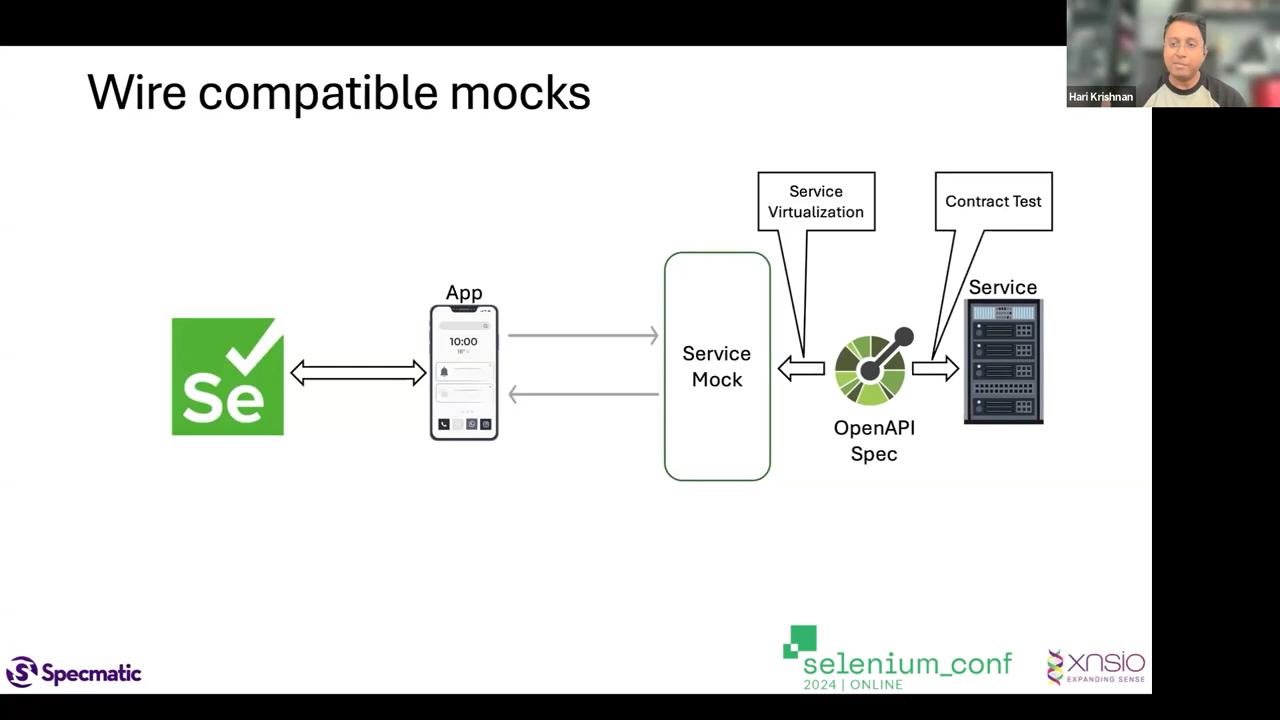 Wire compatible mocks
Hari Krishnan
Service
Virtualization
Contract Test
App
Service
10:00
Se
Service
Mock
OpenAPI
Spec
Specmatic
selenium_conf
2024 | ONLINE
xnsio
EXPANDING SENSE